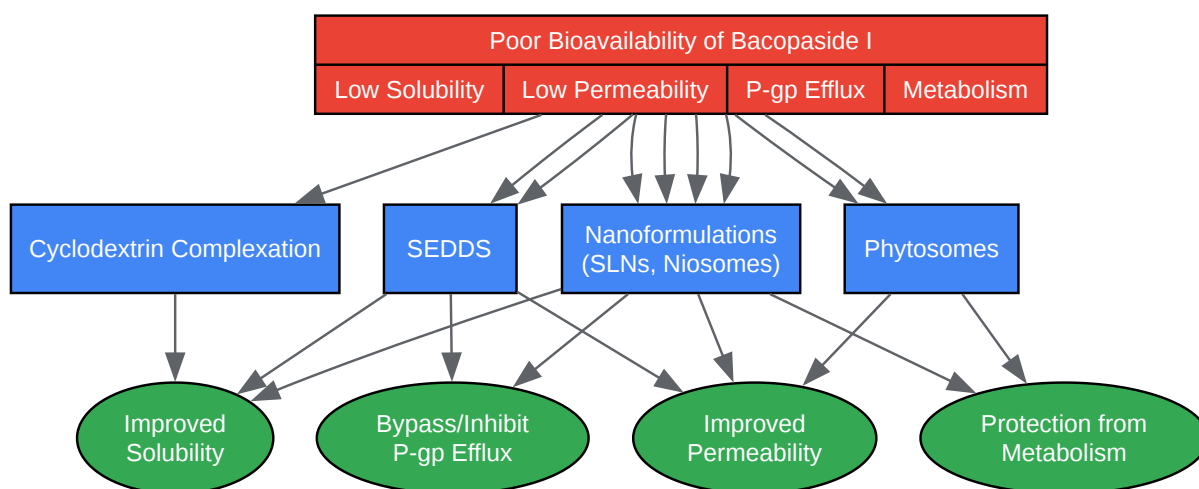 Poor Bioavailability of Bacopaside I
Low Solubility
Low Permeability
P-gp Efflux
Metabolism
Cyclodextrin Complexation
SEDDS
Nanoformulations
(SLNs, Niosomes)
Phytosomes
Improved
Solubility
Bypass/Inhibit
P-gp Efflux
Improved
Permeability
Protection from
Metabolism